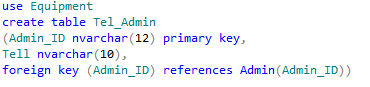 use Equipment
create table Tel_Admin
(Admin_ID nvarchar(12) primary key,
Tell nvarchar(10),
foreign key (Admin_ID) references Admin(Admin_ID))